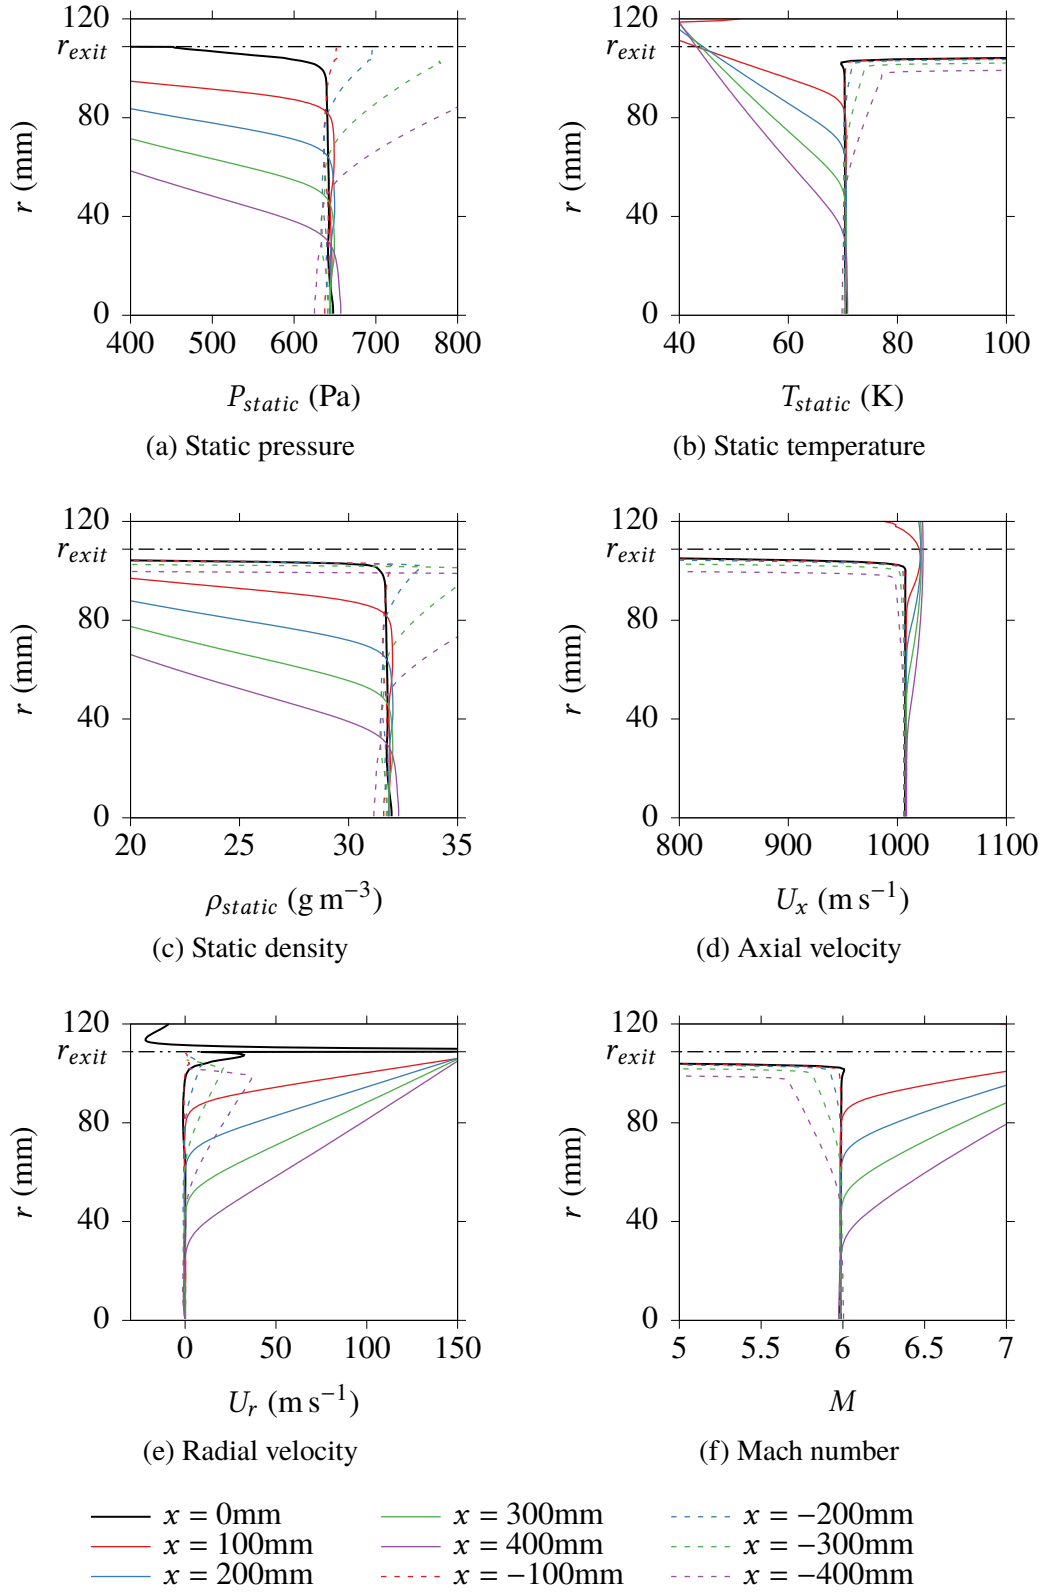 120
r_exit
80
40
0
r (mm)
400 500 600 700 800
P_static (Pa)
(a) Static pressure
120
r_exit
80
40
0
r (mm)
40 60 80 100
T_static (K)
(b) Static temperature
120
r_exit
80
40
0
r (mm)
20 25 30 35
ρ_static (g m⁻³)
(c) Static density
120
r_exit
80
40
0
r (mm)
800 900 1000 1100
U_x (m s⁻¹)
(d) Axial velocity
120
r_exit
80
40
0
r (mm)
0 50 100 150
U_r (m s⁻¹)
(e) Radial velocity
120
r_exit
80
40
0
r (mm)
5 5.5 6 6.5 7
M
(f) Mach number
x = 0mm x = 300mm x = −200mm
x = 100mm x = 400mm x = −300mm
x = 200mm x = −100mm x = −400mm